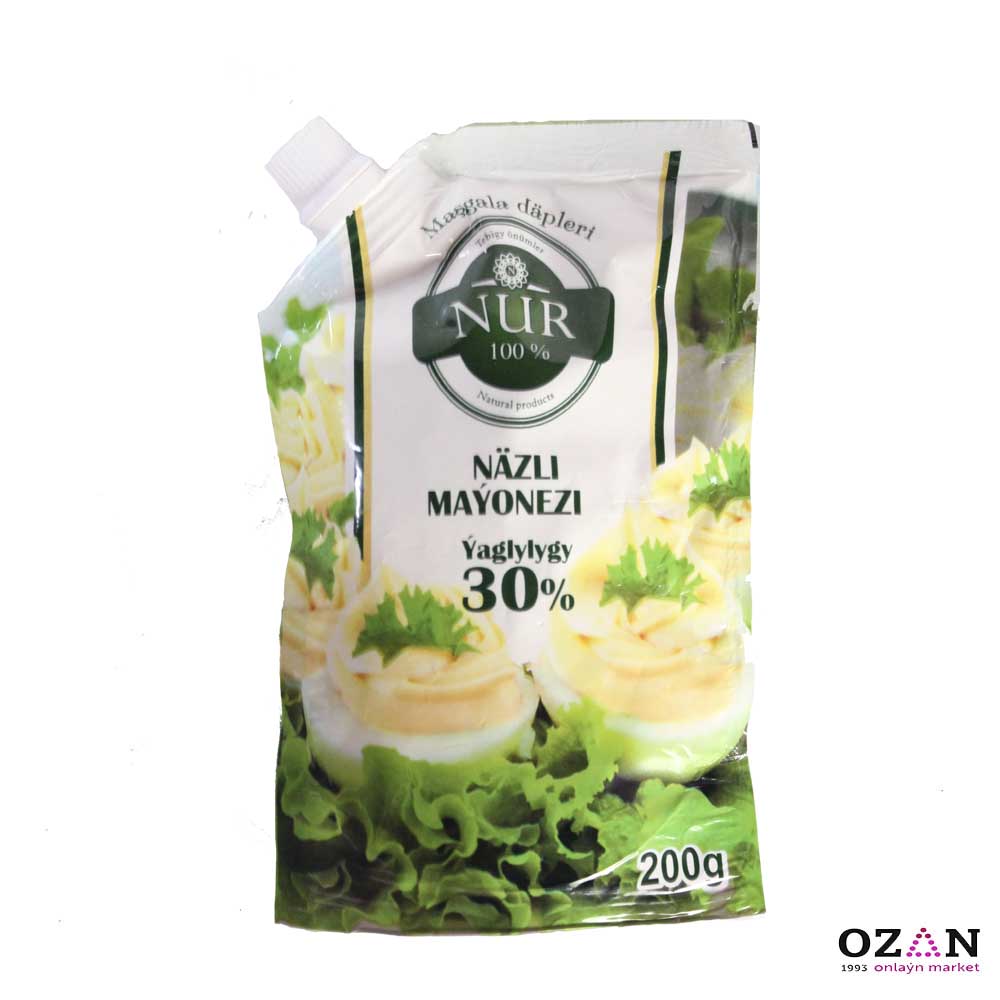 Maşgala däpleri
Tebigy önümler
N
NUR
100 %
Natural products
NÄZLI
MAÝONEZI
Ýaglylygy
30%
200g
OZAN
1993 onlaýn market